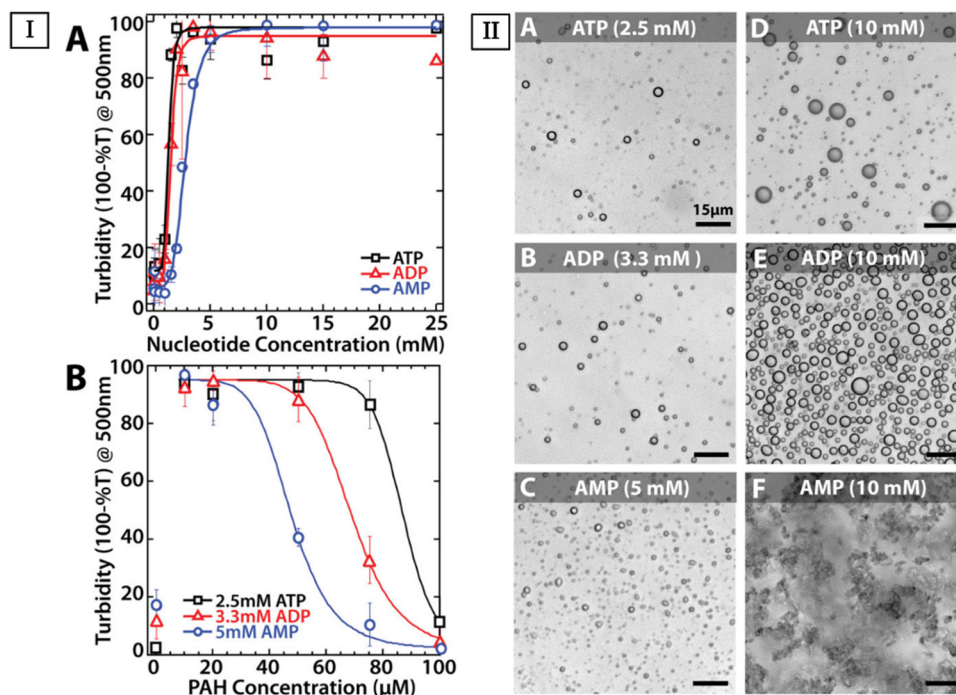 I
A
Turbidity (100-%T) @ 500nm
100
80
60
40
20
0
ATP
ADP
AMP
0 5 10 15 20 25
Nucleotide Concentration (mM)
B
Turbidity (100-%T) @ 500nm
100
80
60
40
20
0
2.5mM ATP
3.3mM ADP
5mM AMP
0 20 40 60 80 100
PAH Concentration (µM)
II
A ATP (2.5 mM)
15µm
D ATP (10 mM)
B ADP (3.3 mM )
E ADP (10 mM)
C AMP (5 mM)
F AMP (10 mM)